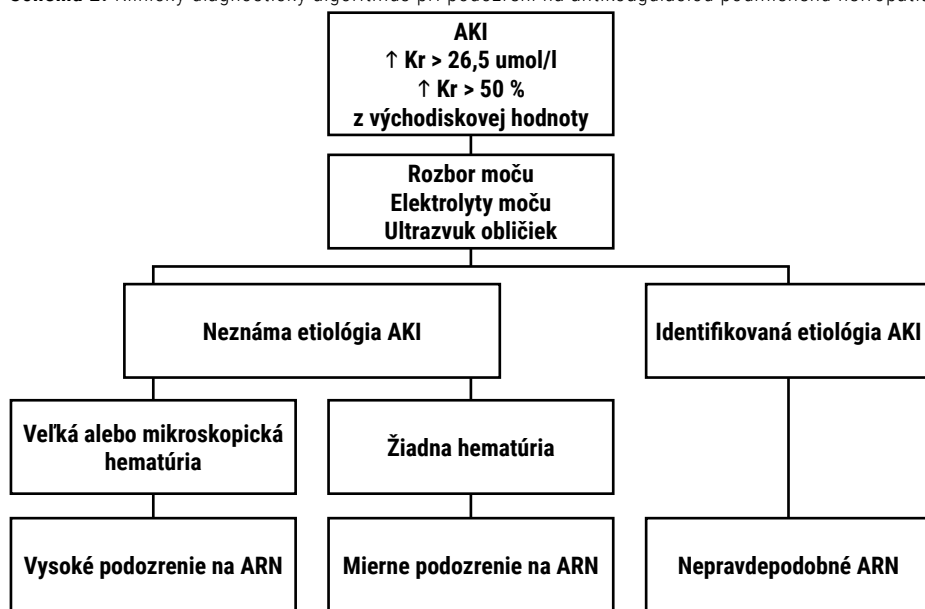 AKI
↑ Kr > 26,5 umol/l
↑ Kr > 50 %
z východiskovej hodnoty
Rozbor moču
Elektrolyty moču
Ultrazvuk obličiek
Neznáma etiológia AKI
Identifikovaná etiológia AKI
Veľká alebo mikroskopická
hematúria
Žiadna hematúria
Vysoké podozrenie na ARN
Mierne podozrenie na ARN
Nepravdepodobné ARN